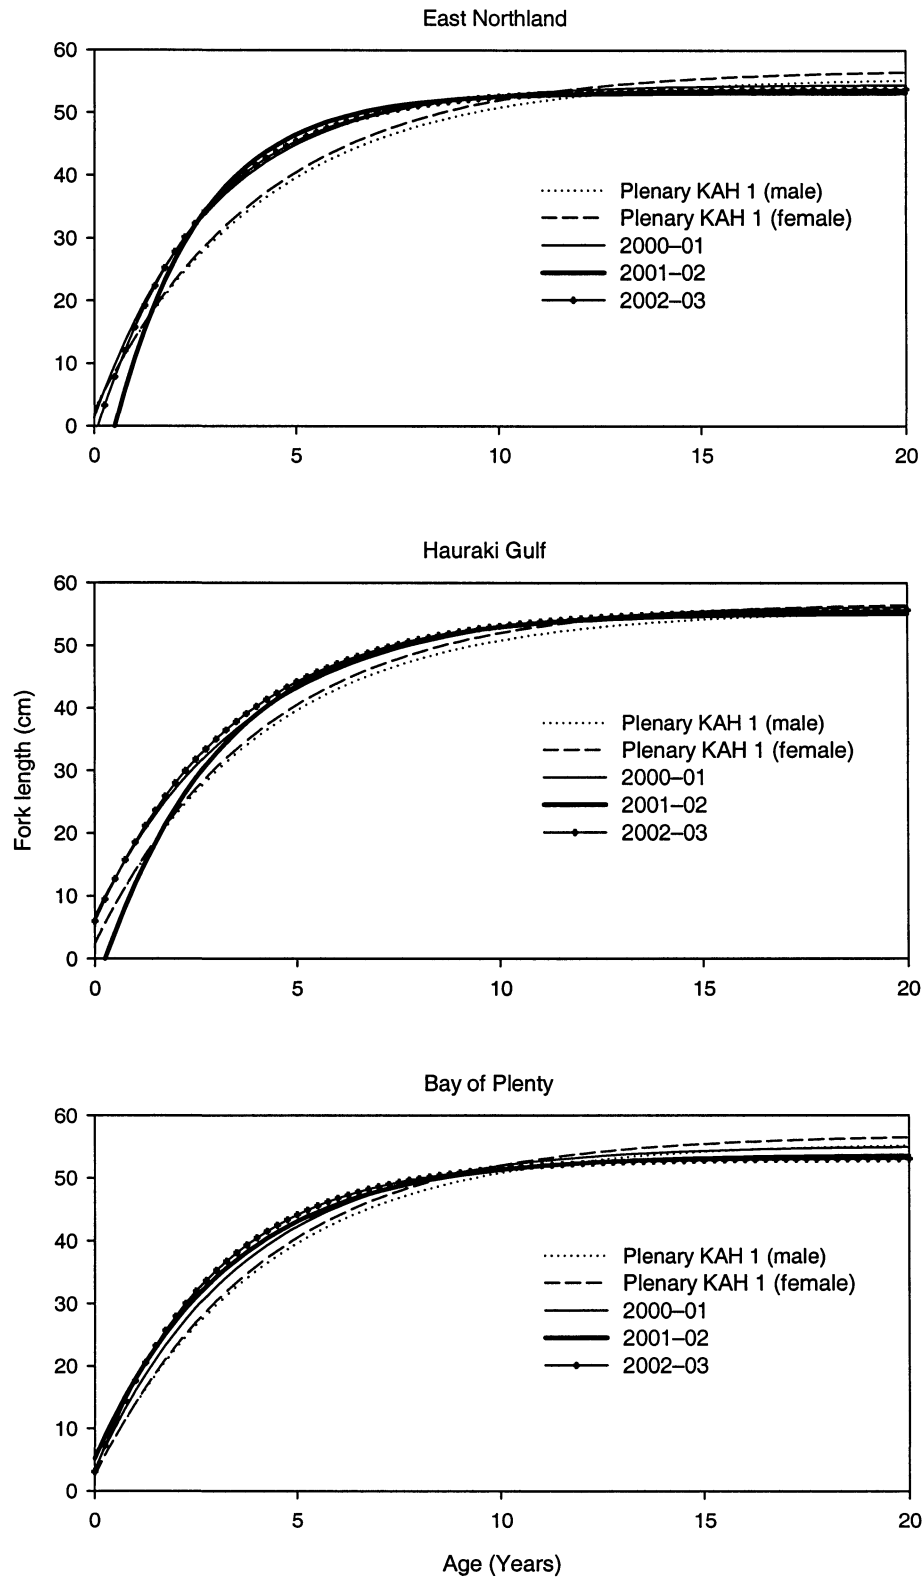 East Northland
60
50
40
30
20
10
0
0 5 10 15 20
Plenary KAH 1 (male)
Plenary KAH 1 (female)
2000–01
2001–02
2002–03
Hauraki Gulf
60
50
40
30
20
10
0
0 5 10 15 20
Plenary KAH 1 (male)
Plenary KAH 1 (female)
2000–01
2001–02
2002–03
Fork length (cm)
Bay of Plenty
60
50
40
30
20
10
0
0 5 10 15 20
Plenary KAH 1 (male)
Plenary KAH 1 (female)
2000–01
2001–02
2002–03
Age (Years)